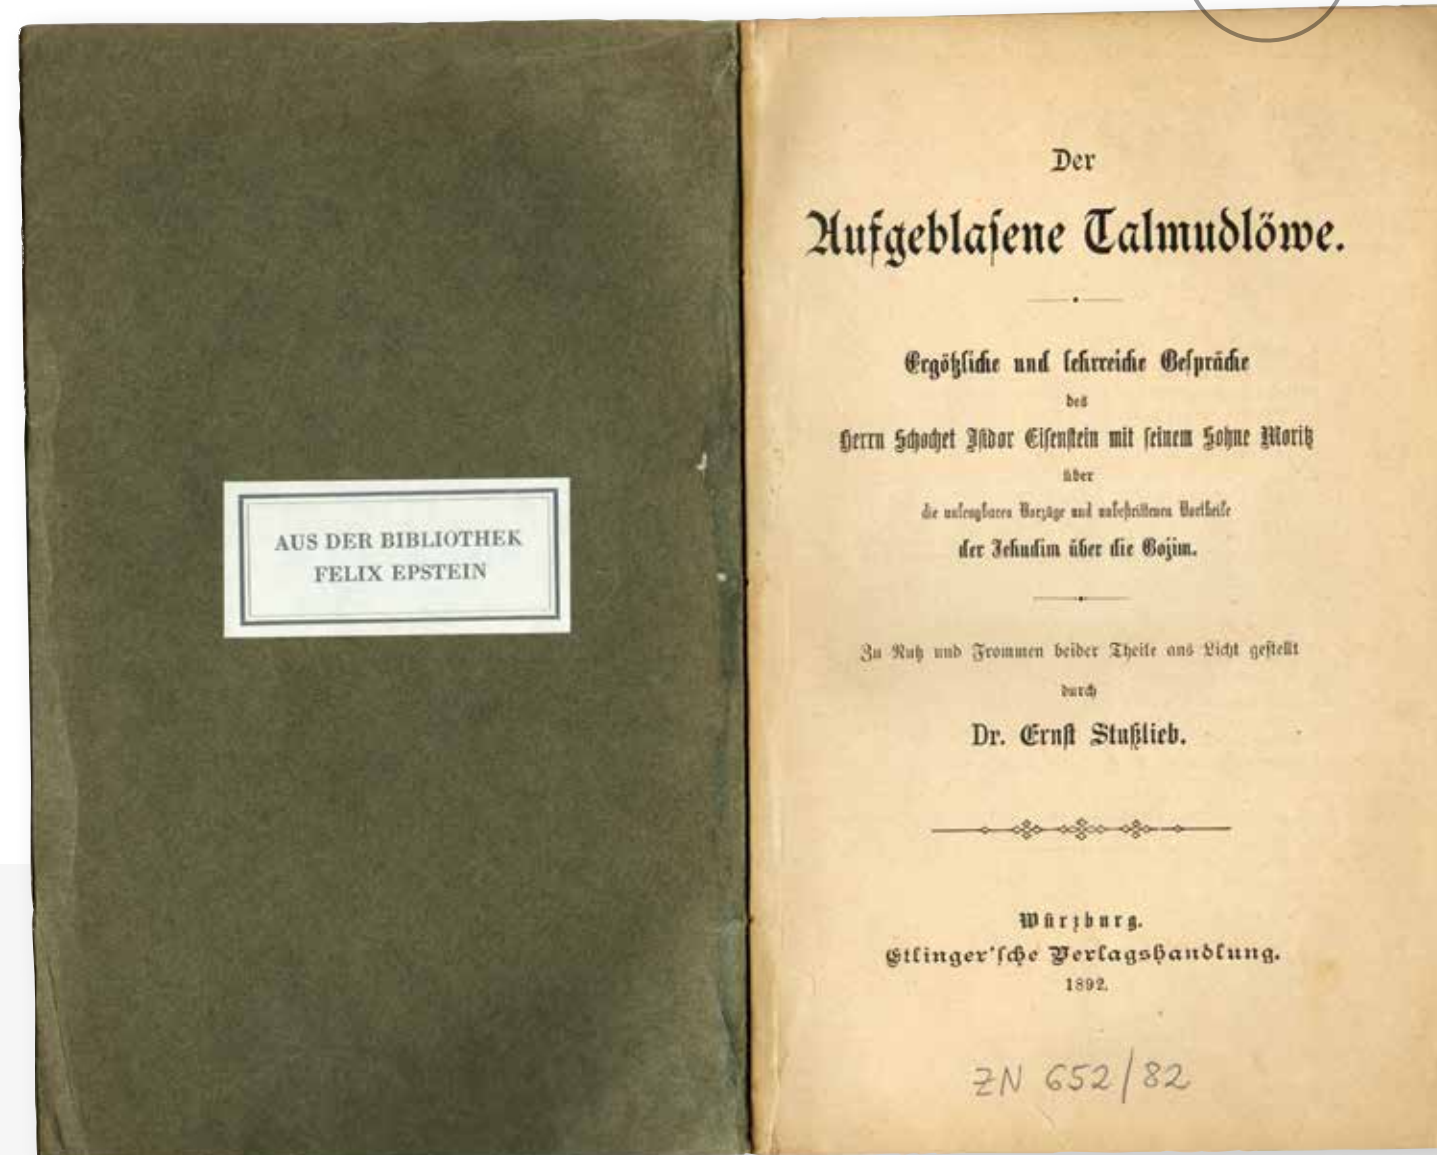 AUS DER BIBLIOTHEK
FELIX EPSTEIN
Der
Aufgeblaſene Talmudlöwe.
Ergötzliche und lehrreiche Geſpräche
des
Herrn Schochet Iſidor Eiſenſtein mit ſeinem Sohne Moritz
über
die unleugbaren Vorzüge und unbeſtrittenen Vortheile
der Jehudim über die Gojim.
Zu Nutz und Frommen beider Theile ans Licht geſtellt
durch
Dr. Ernſt Stußlieb.
Würzburg.
Etlinger'ſche Verlagshandlung.
1892.
ZN 652/82